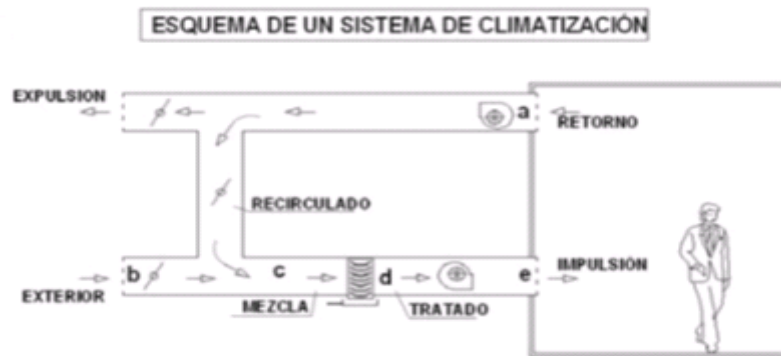 ESQUEMA DE UN SISTEMA DE CLIMATIZACIÓN
EXPULSION
a
RETORNO
RECIRCULADO
b
c
d
e
IMPULSIÓN
EXTERIOR
MEZCLA
TRATADO